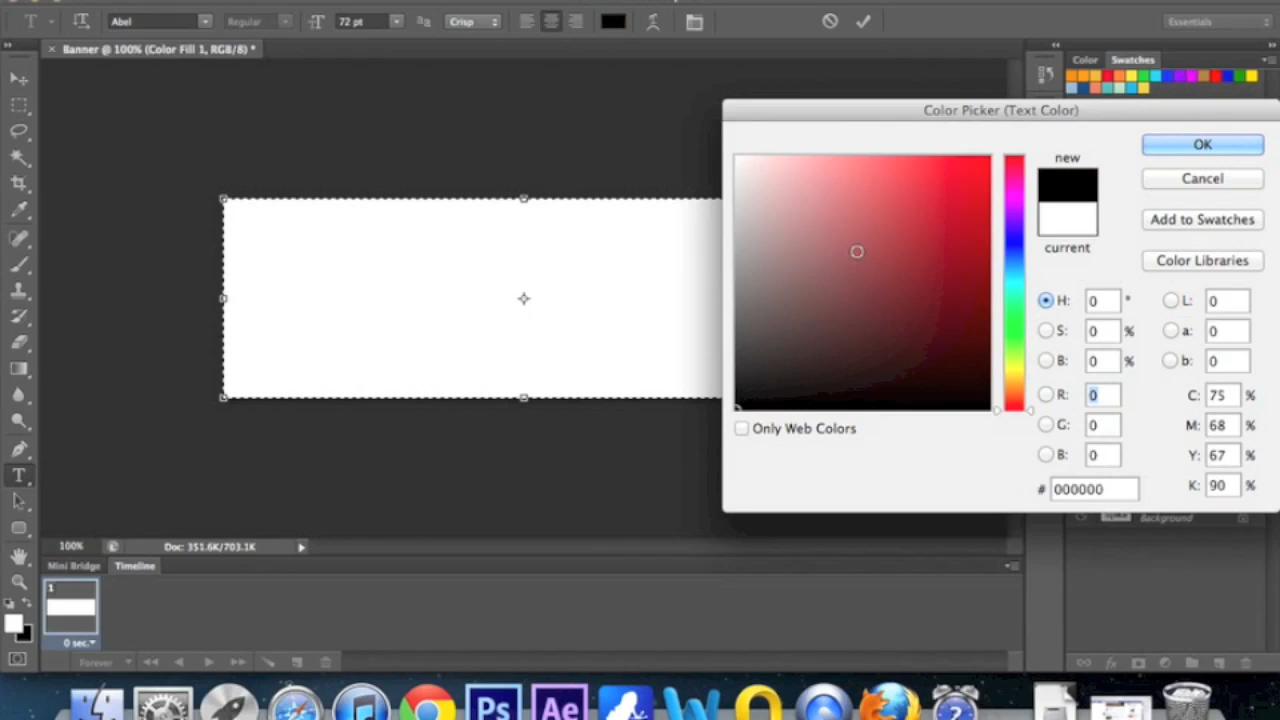 T Abel Regular T 72 pt aa Crisp Essentials
× Banner @ 100% (Color Fill 1, RGB/8) *
Color Swatches
Color Picker (Text Color)
new
OK
Cancel
Add to Swatches
current
Color Libraries
H: 0 ° L: 0
S: 0 % a: 0
B: 0 % b: 0
R: 0 C: 75 %
Only Web Colors G: 0 M: 68 %
B: 0 Y: 67 %
# 000000 K: 90 %
T
Background
100% Doc: 351.6K/703.1K
Mini Bridge Timeline
1
0 sec.
Forever
Ps Ae W ?